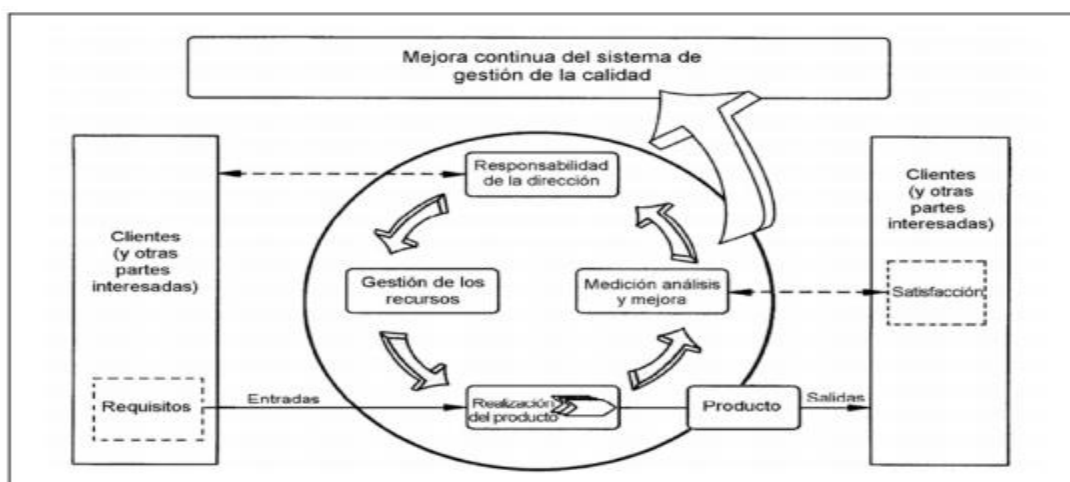 Mejora continua del sistema de
gestión de la calidad
Responsabilidad
de la dirección
Clientes
(y otras
partes
interesadas)
Clientes
(y otras
partes
interesadas)
Gestión de los
recursos
Medición análisis
y mejora
Satisfacción
Requisitos
Entradas
Realización
del producto
Producto
Salidas